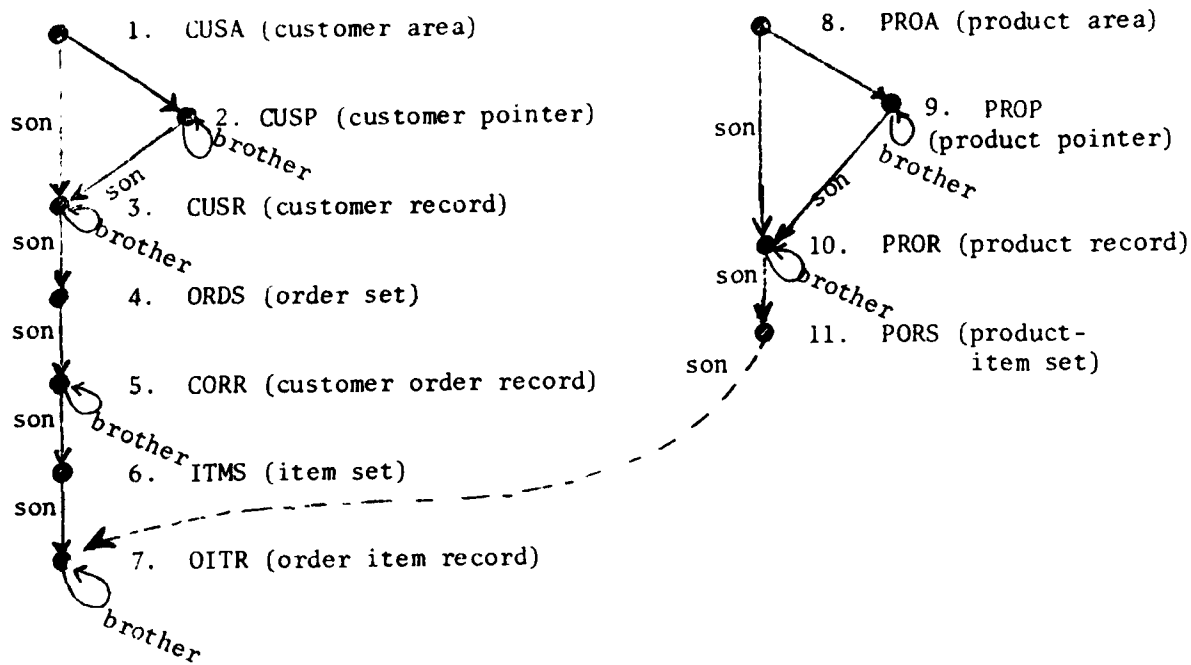 1. CUSA (customer area)
son
2. CUSP (customer pointer)
brother
son
3. CUSR (customer record)
brother
son
4. ORDS (order set)
son
5. CORR (customer order record)
brother
son
6. ITMS (item set)
son
7. OITR (order item record)
brother
8. PROA (product area)
son
9. PROP
(product pointer)
brother
son
10. PROR (product record)
brother
son
11. PORS (product-
item set)
son